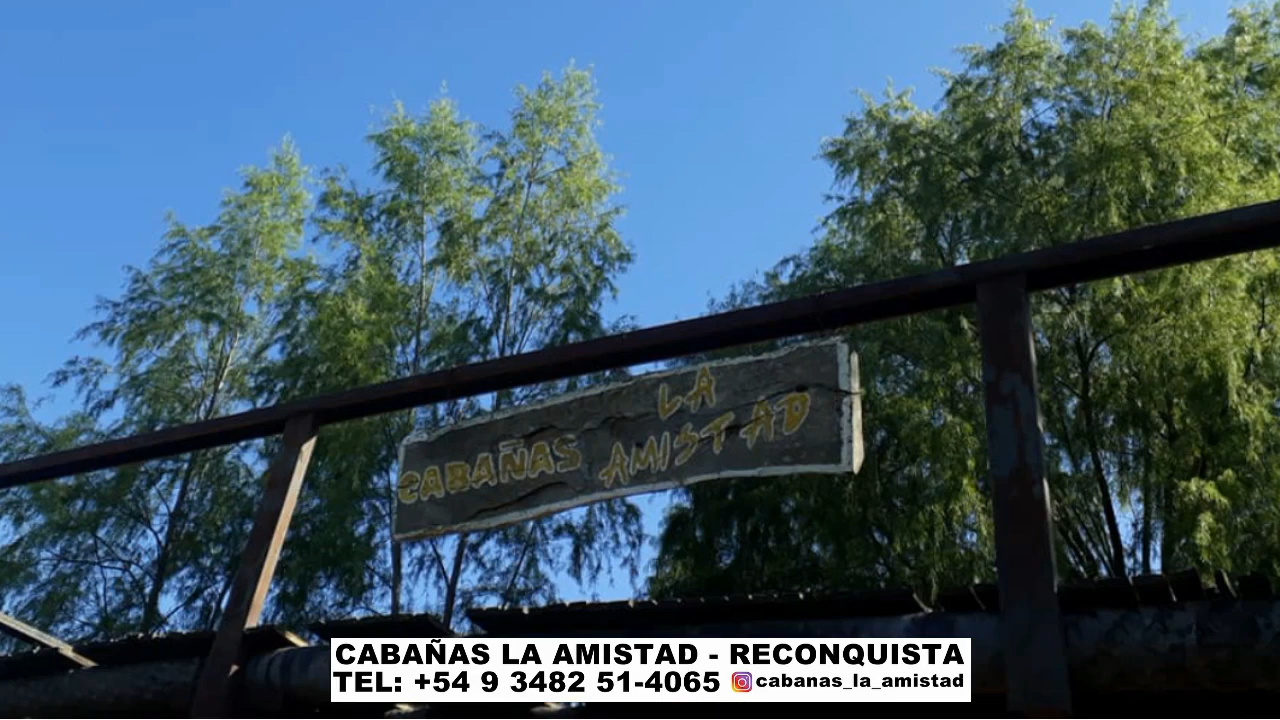 LA
CABAÑAS AMISTAD
CABAÑAS LA AMISTAD - RECONQUISTA
TEL: +54 9 3482 51-4065 cabanas_la_amistad